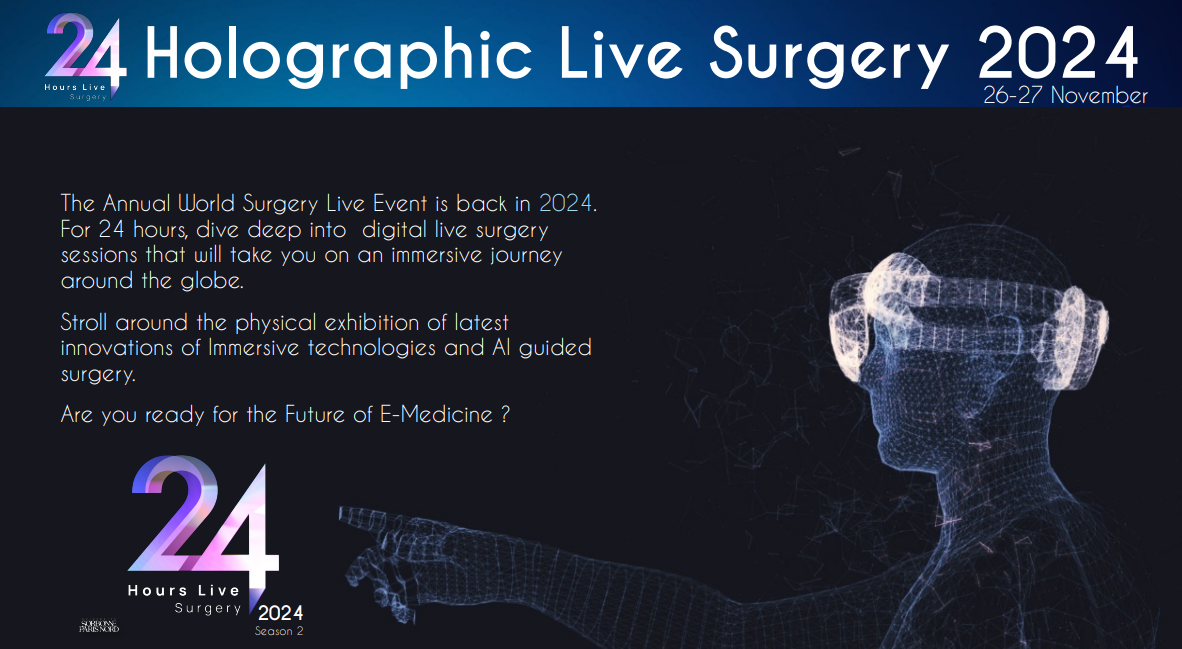 24
Hours Live
Surgery
Holographic Live Surgery 2024
26-27 November
The Annual World Surgery Live Event is back in 2024.
For 24 hours, dive deep into digital live surgery
sessions that will take you on an immersive journey
around the globe.
Stroll around the physical exhibition of latest
innovations of Immersive technologies and AI guided
surgery.
Are you ready for the Future of E-Medicine ?
24
Hours Live
Surgery
2024
Season 2
SORBONNE
PARIS NORD